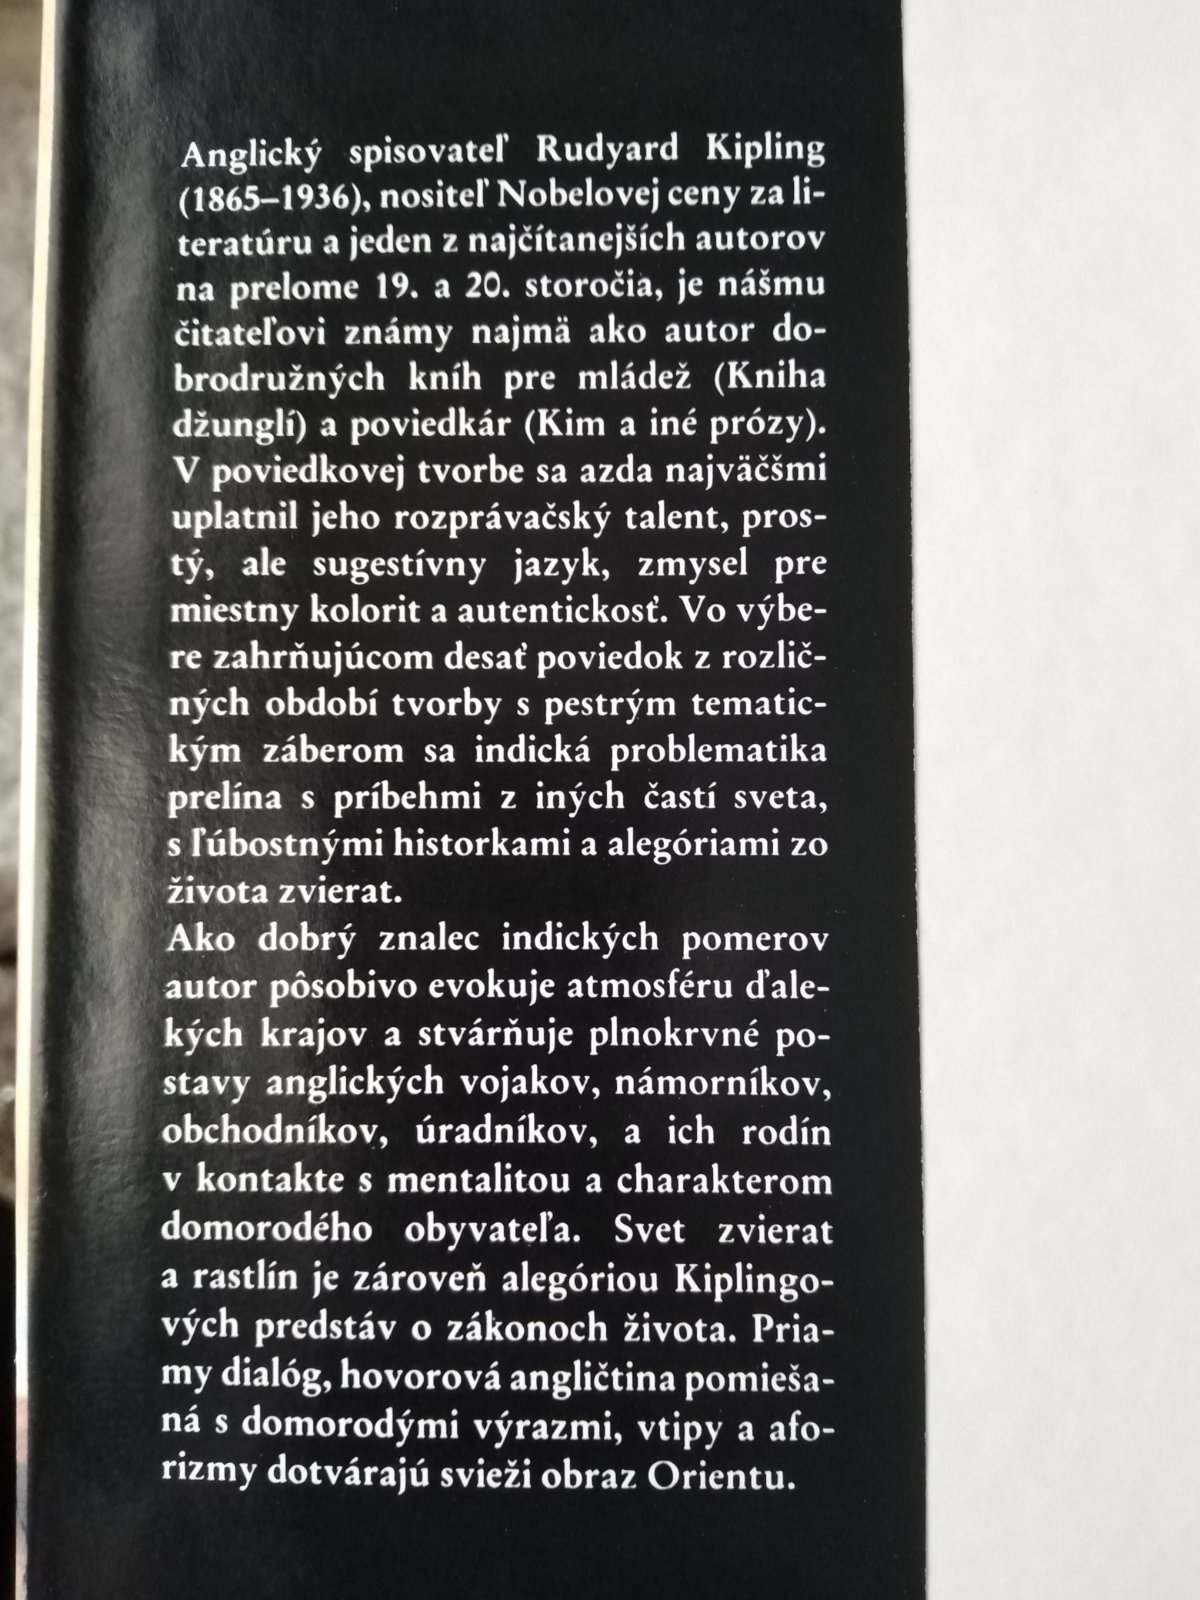 Anglický spisovateľ Rudyard Kipling
(1865–1936), nositeľ Nobelovej ceny za li-
teratúru a jeden z najčítanejších autorov
na prelome 19. a 20. storočia, je nášmu
čitateľovi známy najmä ako autor do-
brodružných kníh pre mládež (Kniha
džunglí) a poviedkár (Kim a iné prózy).
V poviedkovej tvorbe sa azda najväčšmi
uplatnil jeho rozprávačský talent, pros-
tý, ale sugestívny jazyk, zmysel pre
miestny kolorit a autentickosť. Vo výbe-
re zahrňujúcom desať poviedok z rozlič-
ných období tvorby s pestrým tematic-
kým záberom sa indická problematika
prelína s príbehmi z iných častí sveta,
s ľúbostnými historkami a alegóriami zo
života zvierat.
Ako dobrý znalec indických pomerov
autor pôsobivo evokuje atmosféru ďale-
kých krajov a stvárňuje plnokrvné po-
stavy anglických vojakov, námorníkov,
obchodníkov, úradníkov, a ich rodín
v kontakte s mentalitou a charakterom
domorodého obyvateľa. Svet zvierat
a rastlín je zároveň alegóriou Kiplingo-
vých predstáv o zákonoch života. Pria-
my dialóg, hovorová angličtina pomieša-
ná s domorodými výrazmi, vtipy a afo-
rizmy dotvárajú svieži obraz Orientu.